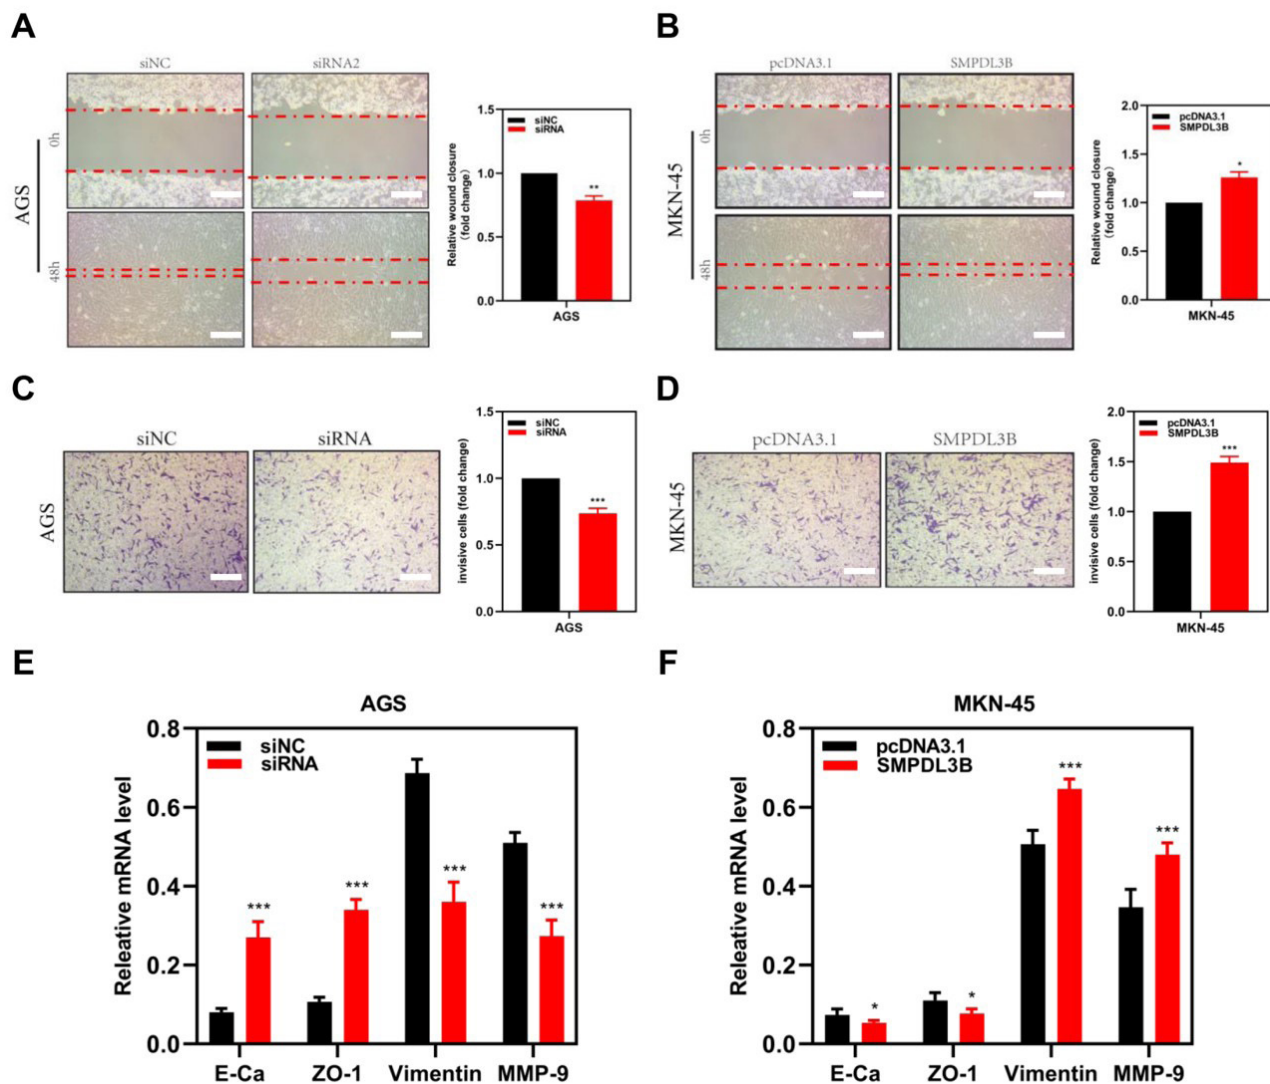 A
siNC
siRNA2
AGS
0h
48h
Relative wound closure
(fold change)
1.5
1.0
0.5
0.0
siNC
siRNA
**
AGS
B
pcDNA3.1
SMPDL3B
MKN-45
0h
48h
Relative wound closure
(fold change)
2.0
1.5
1.0
0.5
0.0
pcDNA3.1
SMPDL3B
*
MKN-45
C
siNC
siRNA
AGS
invisive cells (fold change)
1.5
1.0
0.5
0.0
siNC
siRNA
***
AGS
D
pcDNA3.1
SMPDL3B
MKN-45
invisive cells (fold change)
2.0
1.5
1.0
0.5
0.0
pcDNA3.1
SMPDL3B
***
MKN-45
E
AGS
Releative mRNA level
0.8
0.6
0.4
0.2
0.0
siNC
siRNA
***
***
***
***
E-Ca
ZO-1
Vimentin
MMP-9
F
MKN-45
Releative mRNA level
0.8
0.6
0.4
0.2
0.0
pcDNA3.1
SMPDL3B
*
*
***
***
E-Ca
ZO-1
Vimentin
MMP-9